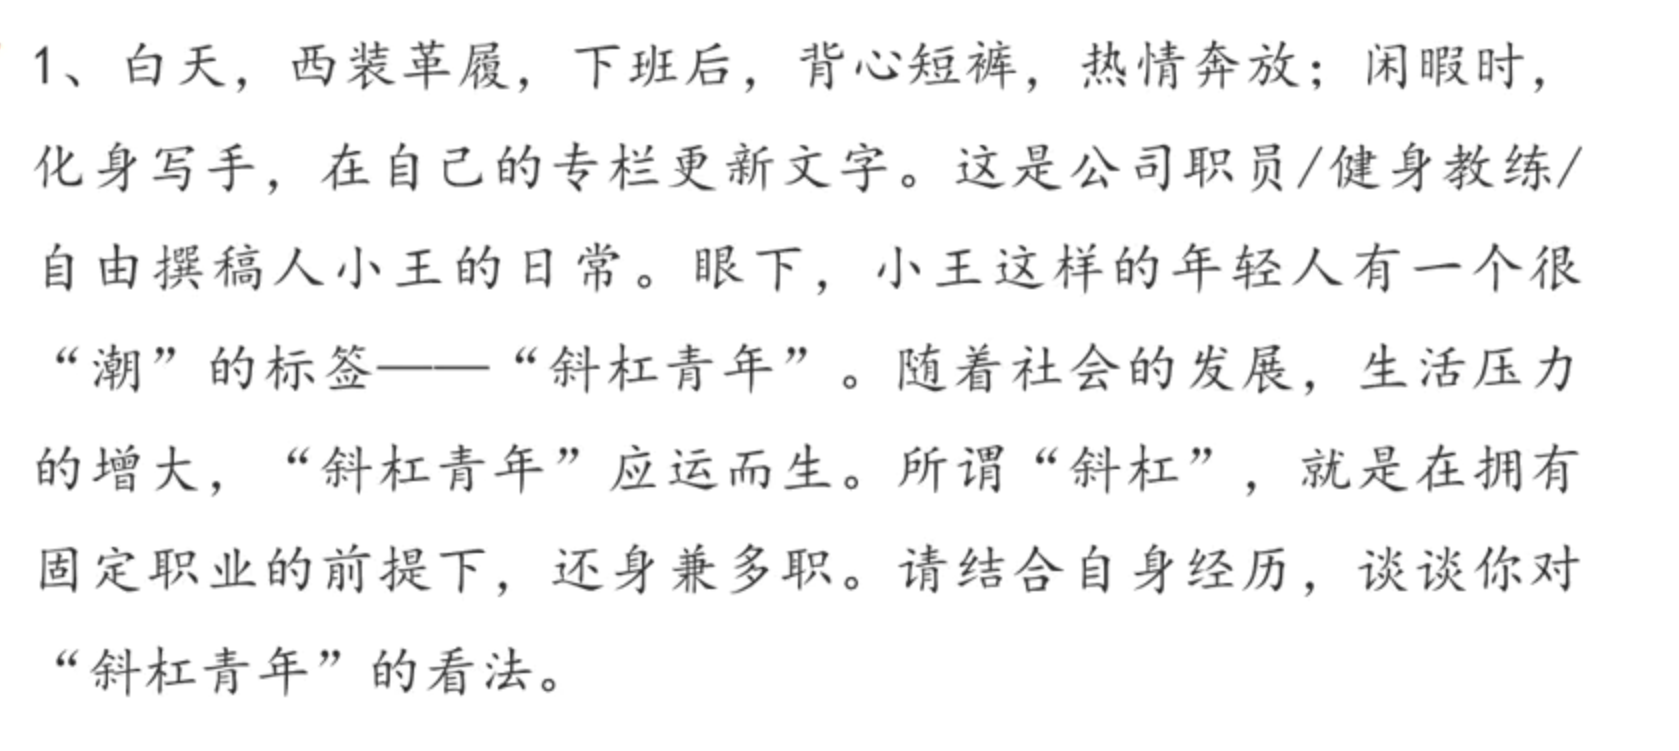 1、白天，西装革履，下班后，背心短裤，热情奔放；闲暇时，
化身写手，在自己的专栏更新文字。这是公司职员/健身教练/
自由撰稿人小王的日常。眼下，小王这样的年轻人有一个很
“潮”的标签——“斜杠青年”。随着社会的发展，生活压力
的增大，“斜杠青年”应运而生。所谓“斜杠”，就是在拥有
固定职业的前提下，还身兼多职。请结合自身经历，谈谈你对
“斜杠青年”的看法。